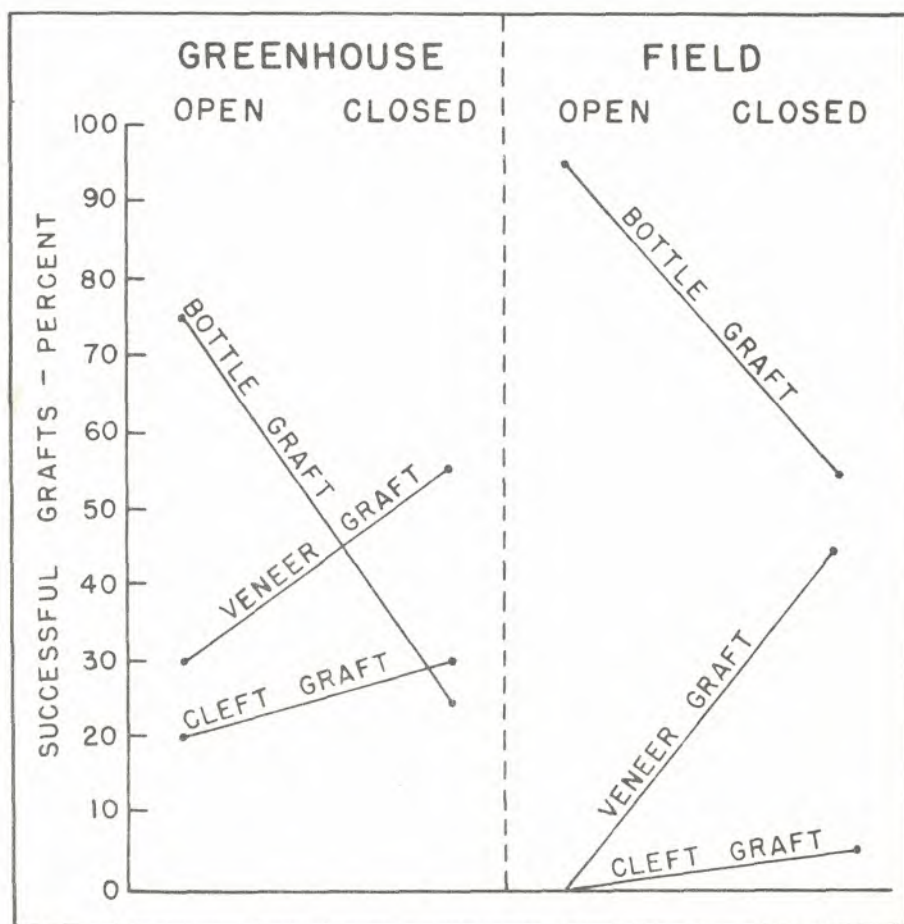 GREENHOUSE
FIELD
OPEN CLOSED
OPEN CLOSED
SUCCESSFUL GRAFTS – PERCENT
100
90
80
70
60
50
40
30
20
10
0
BOTTLE GRAFT
VENEER GRAFT
CLEFT GRAFT
BOTTLE GRAFT
VENEER GRAFT
CLEFT GRAFT